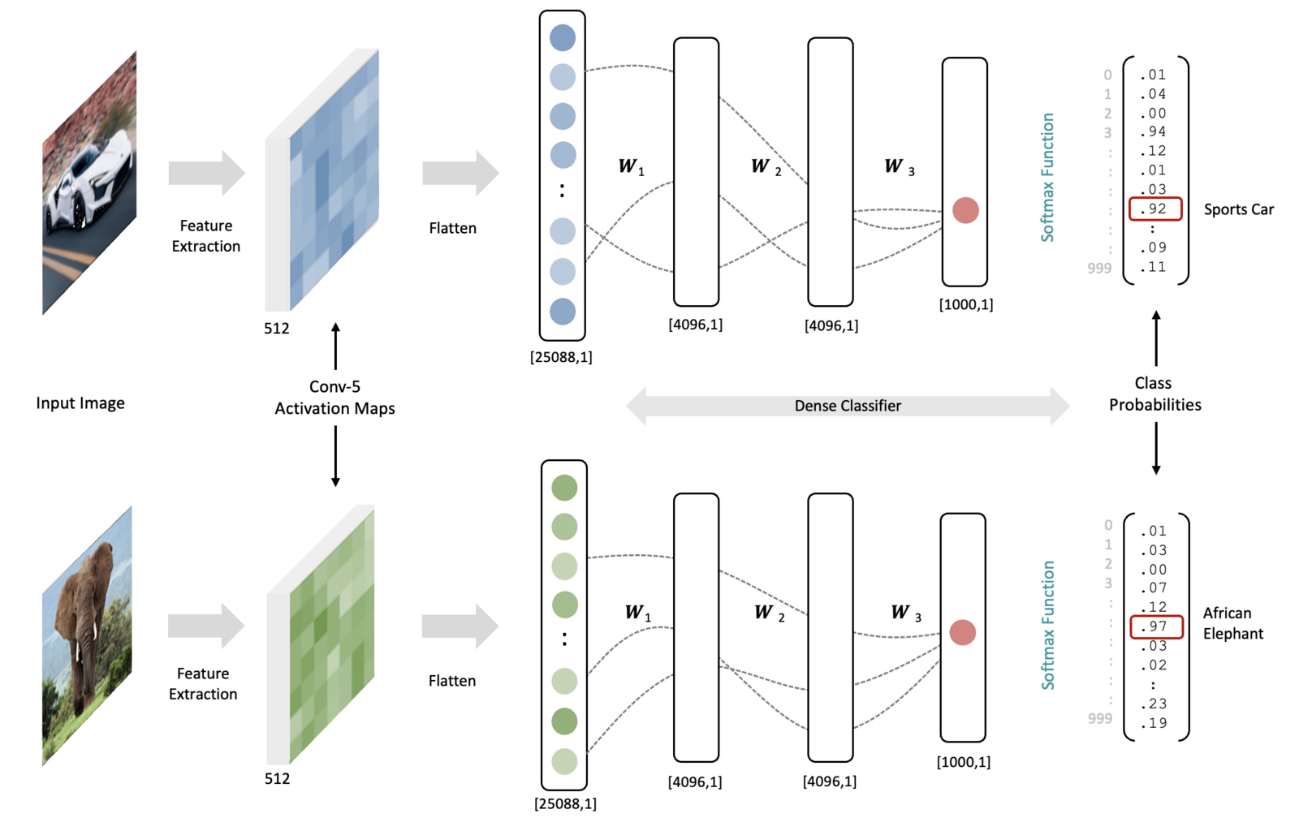 0
1
2
3
:
:
:
:
:
999
.01
.04
.00
.94
.12
.01
.03
.92
:
.09
.11
Softmax Function
Sports Car
W1
W2
W3
Feature
Extraction
Flatten
512
[25088,1]
[4096,1]
[4096,1]
[1000,1]
Input Image
Conv-5
Activation Maps
Dense Classifier
Class
Probabilities
:
W1
W2
W3
Feature
Extraction
Flatten
512
[25088,1]
[4096,1]
[4096,1]
[1000,1]
Softmax Function
0
1
2
3
:
:
:
:
:
999
.01
.03
.00
.07
.12
.97
.03
.02
:
.23
.19
African
Elephant
: